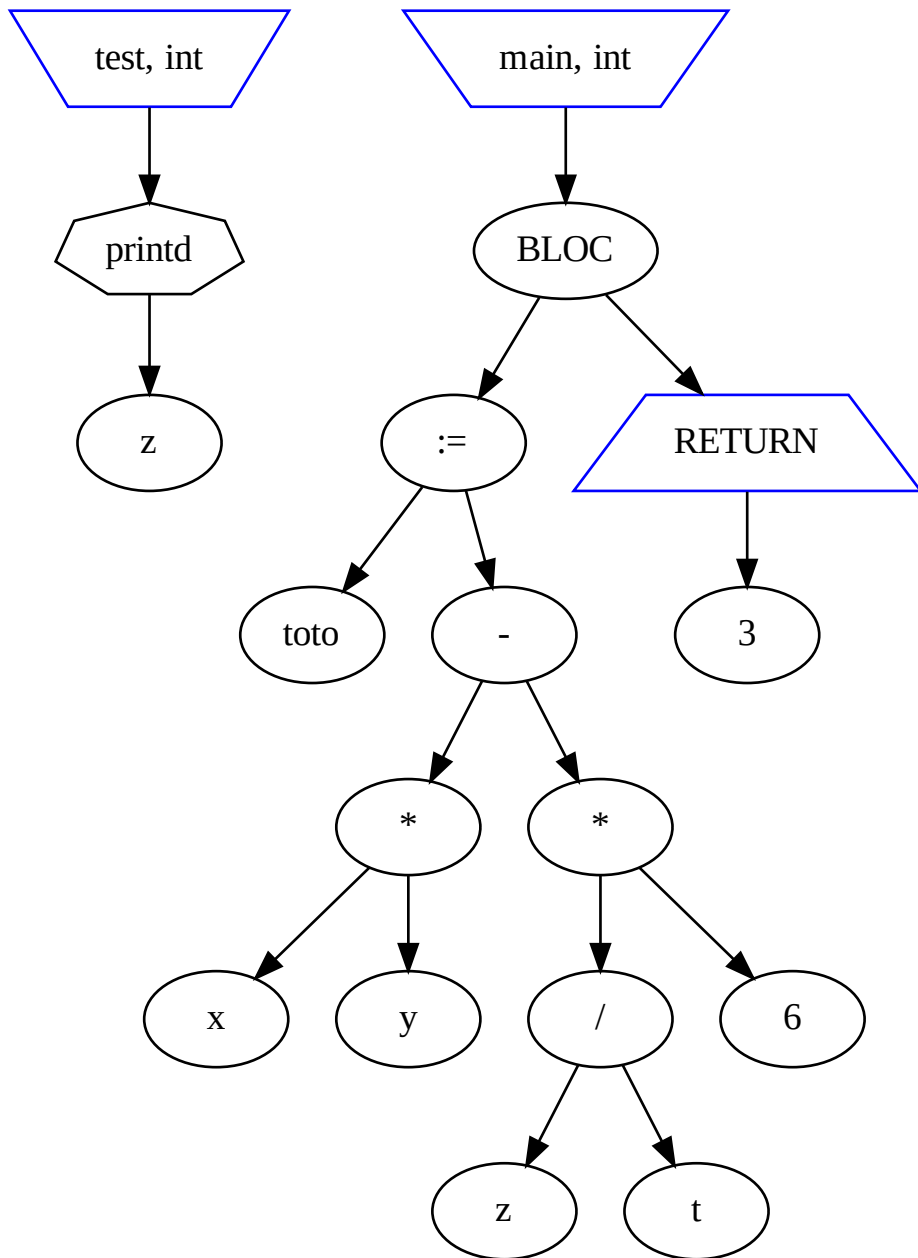 test, int
main, int
printd
BLOC
z
:=
RETURN
toto
-
3
*
*
x
y
/
6
z
t